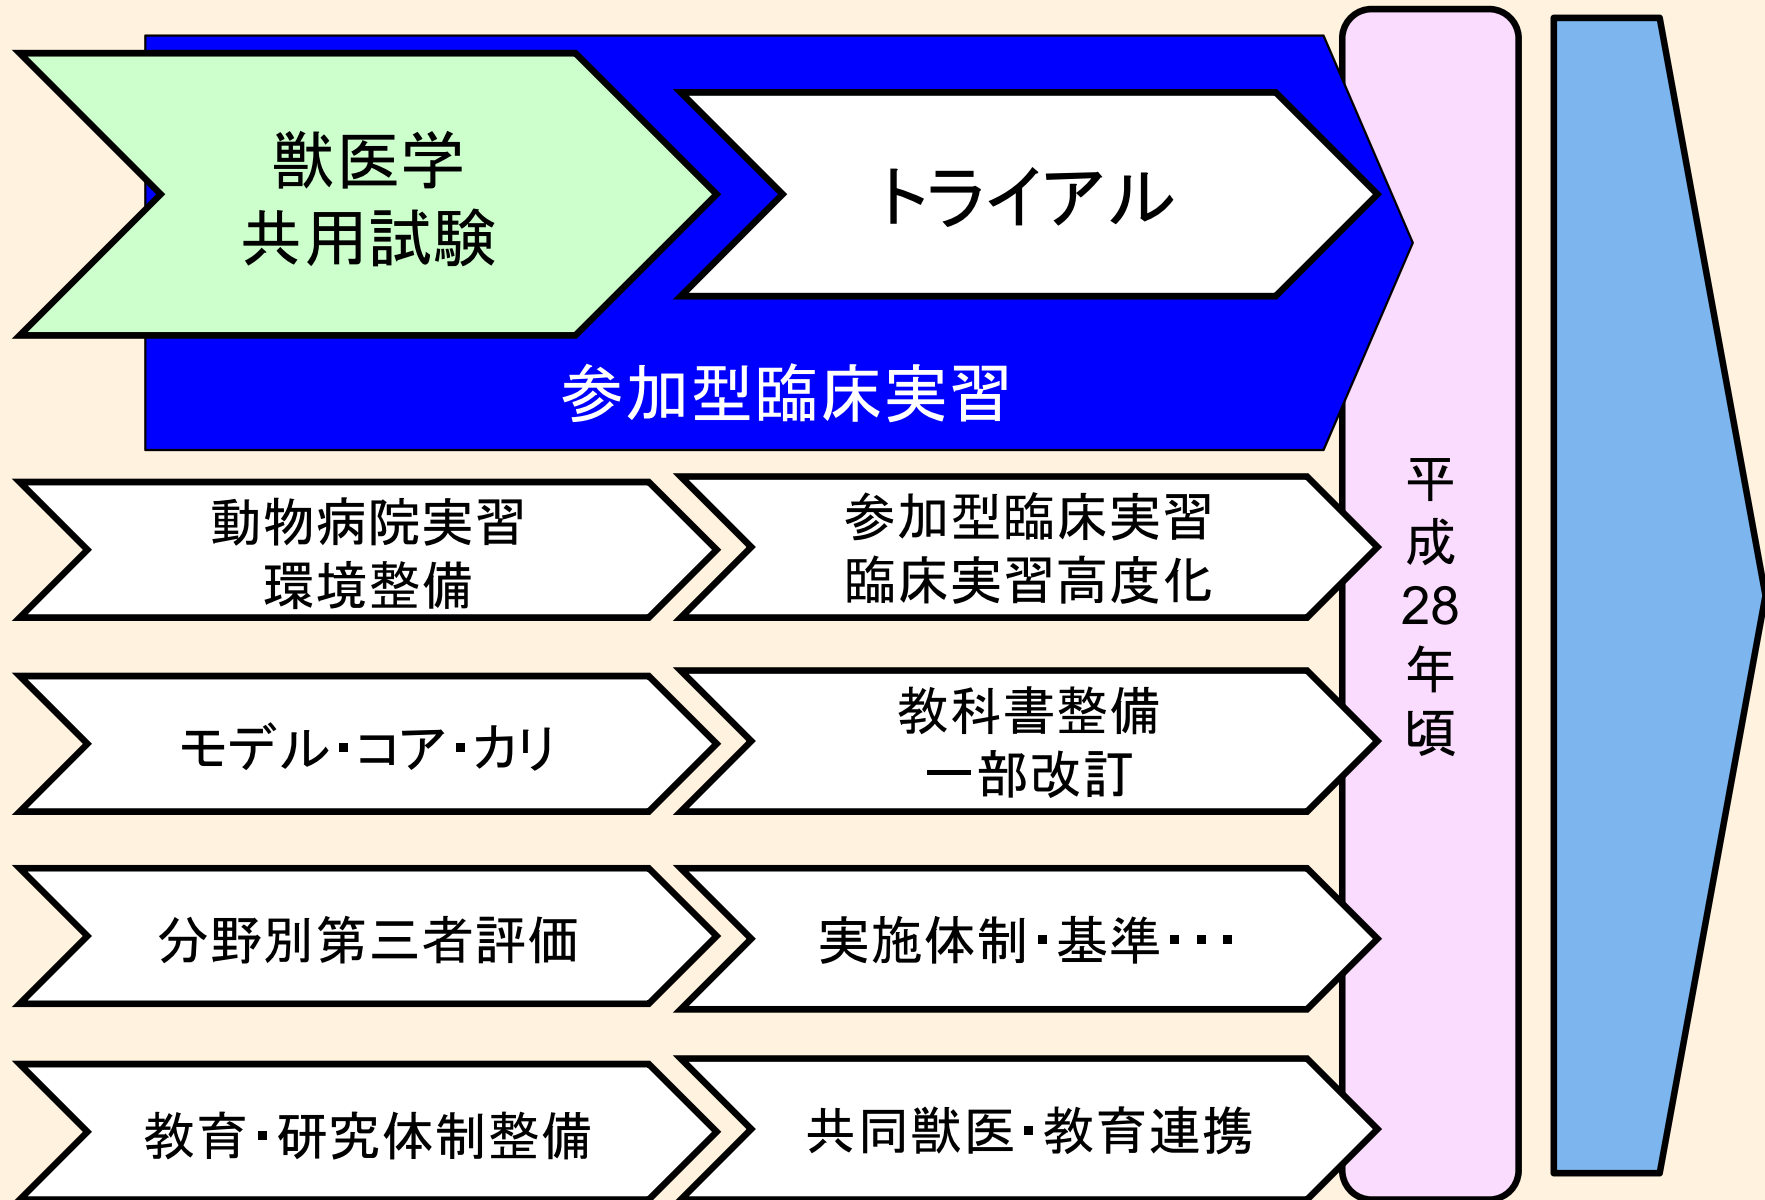 獣医学
共用試験
トライアル
参加型臨床実習
動物病院実習
環境整備
参加型臨床実習
臨床実習高度化
モデル・コア・カリ
教科書整備
一部改訂
分野別第三者評価
実施体制・基準・・・
教育・研究体制整備
共同獣医・教育連携
平
成
28
年
頃